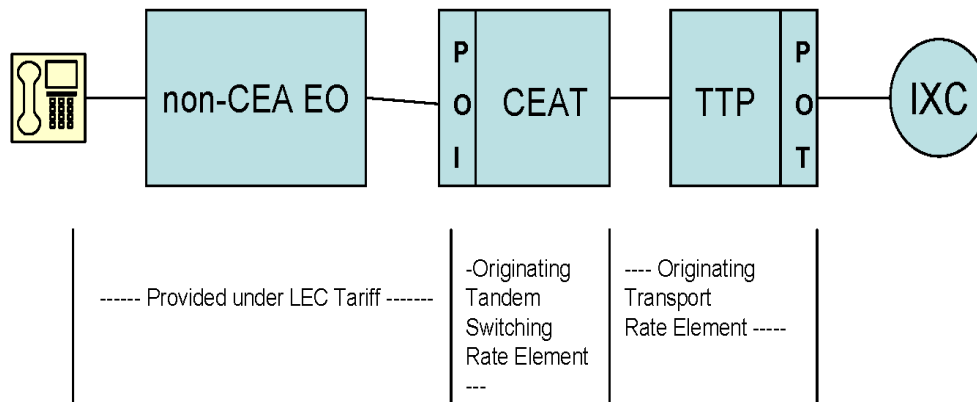 non-CEA EO
P
O
I
CEAT
TTP
P
O
T
IXC
------ Provided under LEC Tariff -------
-Originating
Tandem
Switching
Rate Element
---
---- Originating
Transport
Rate Element -----